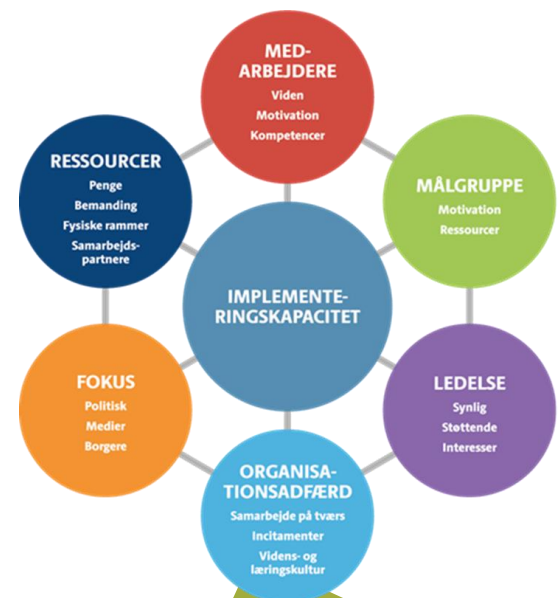 MED-
ARBEJDERE
Viden
Motivation
Kompetencer
RESSOURCER
Penge
Bemanding
Fysiske rammer
Samarbejds-
partnere
MÅLGRUPPE
Motivation
Ressourcer
IMPLEMENTE-
RINGSKAPACITET
FOKUS
Politisk
Medier
Borgere
LEDELSE
Synlig
Støttende
Interesser
ORGANISA-
TIONSADFÆRD
Samarbejde på tværs
Incitamenter
Videns- og
læringskultur